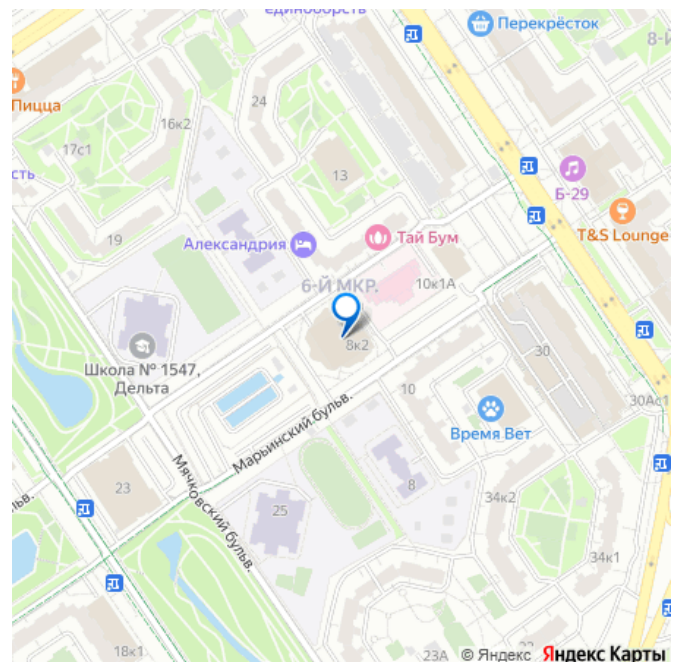 единоборств
Перекрёсток
8-й
Пицца
16к2
24
17с1
13
сть
Б-29
19
Александрия
Тай Бум
T&S Lounge
6-Й МКР.
10к1А
8к2
30
Школа № 1547,
Дельта
10
30Ас1
Марьинский бульв.
Время Вет
23
Мячковский бульв.
8
ьв.
25
34к2
34к1
18к1
23А
22
© Яндекс Яндекс Карты